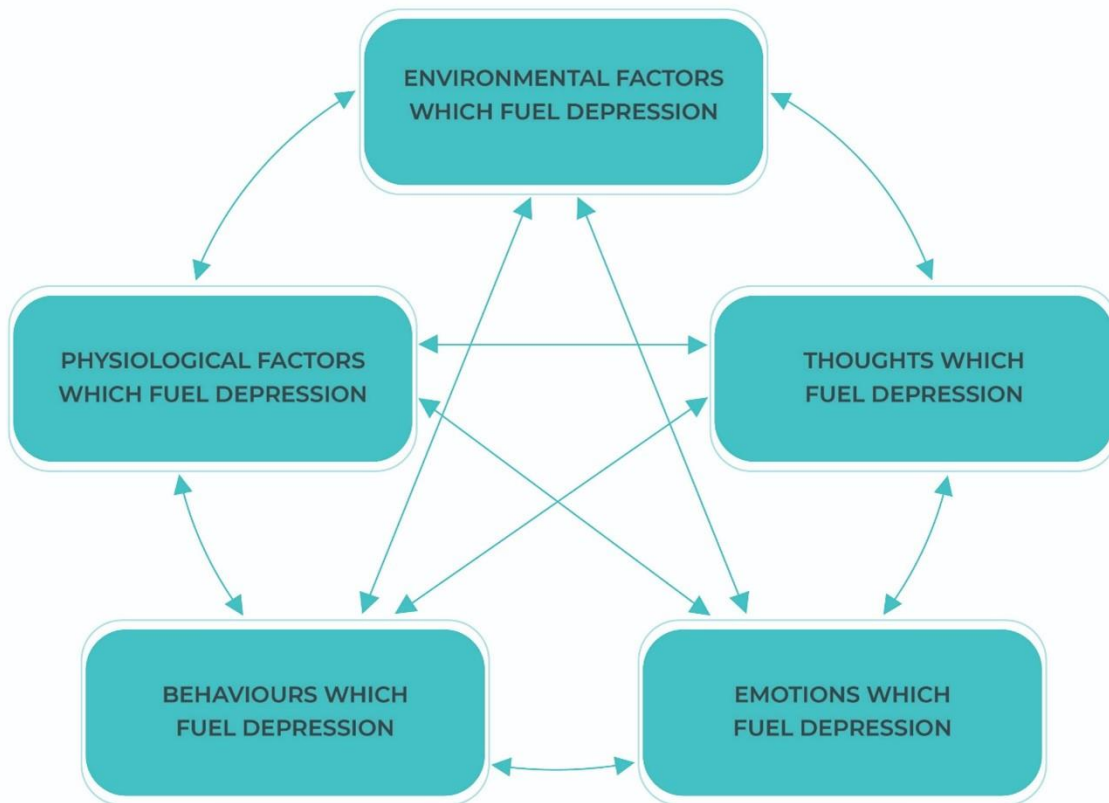 ENVIRONMENTAL FACTORS
WHICH FUEL DEPRESSION
PHYSIOLOGICAL FACTORS
WHICH FUEL DEPRESSION
THOUGHTS WHICH
FUEL DEPRESSION
BEHAVIOURS WHICH
FUEL DEPRESSION
EMOTIONS WHICH
FUEL DEPRESSION